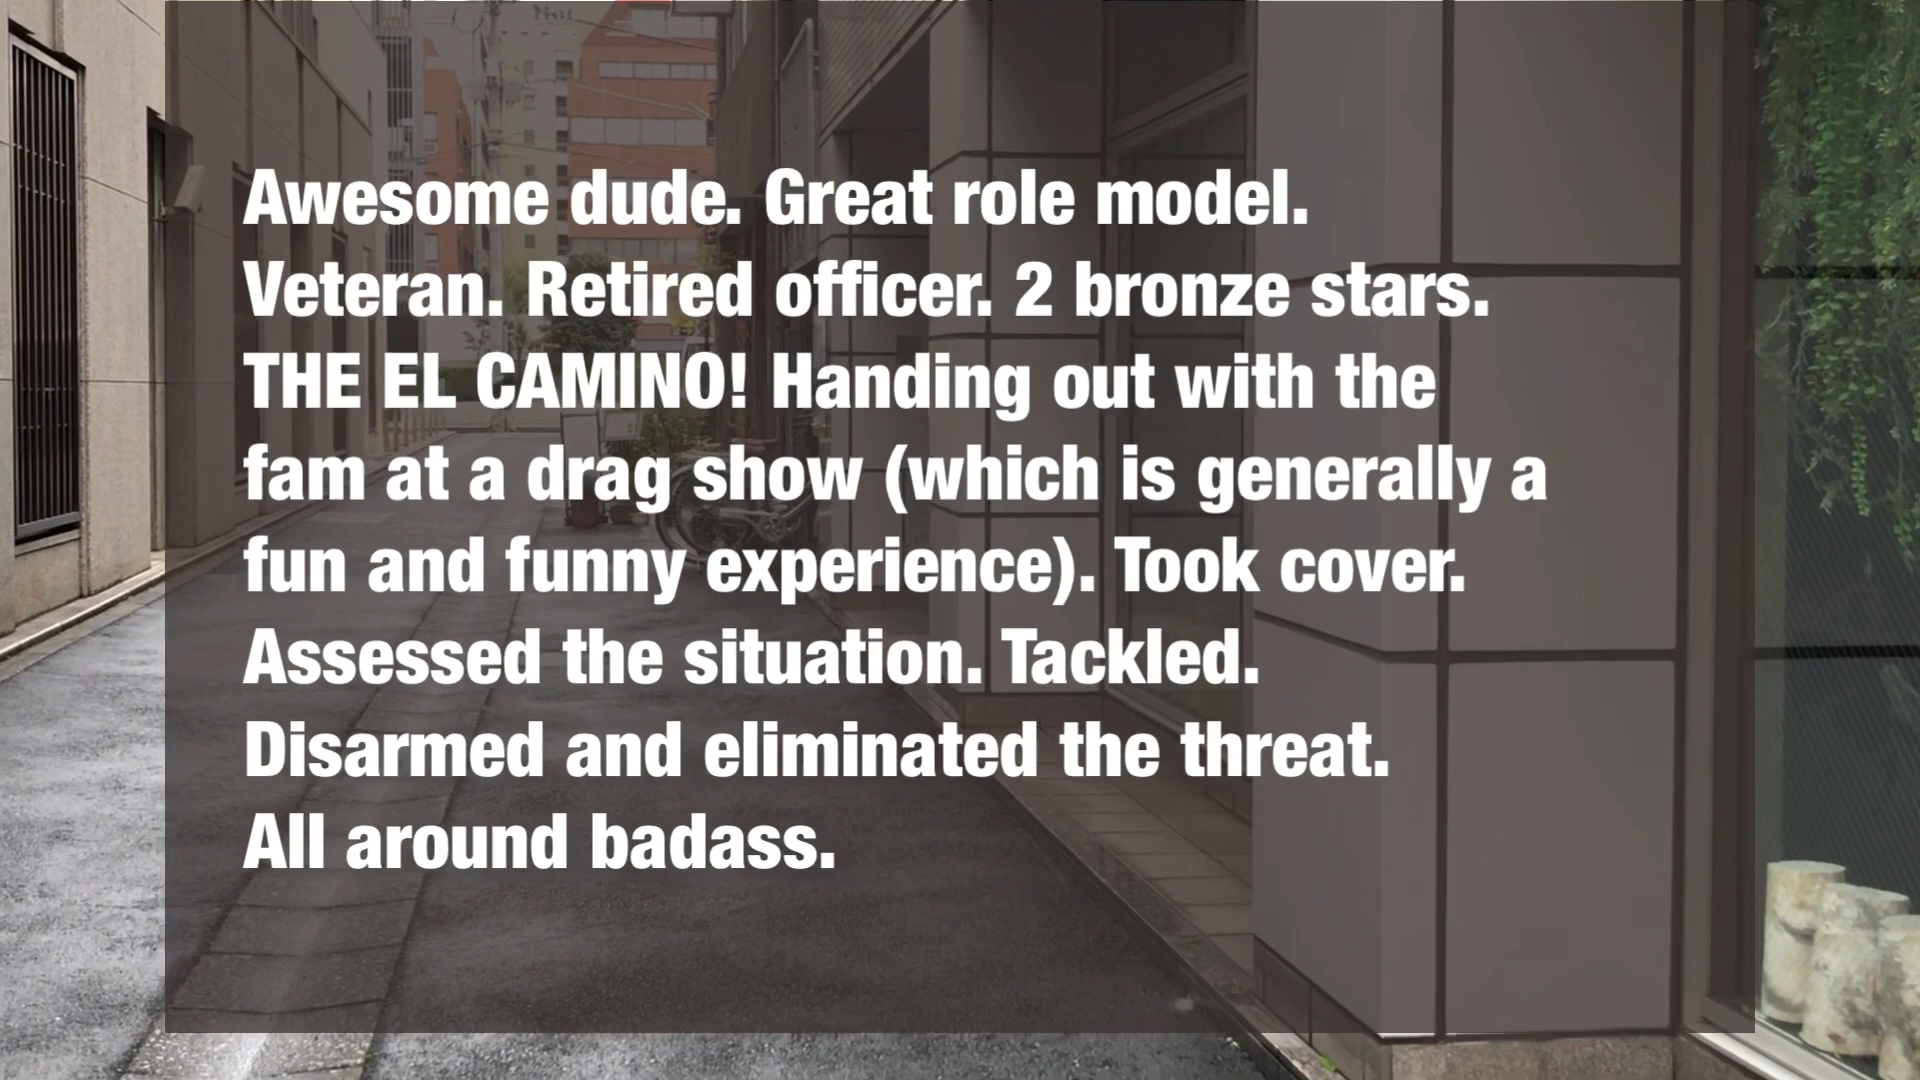 Awesome dude. Great role model.
Veteran. Retired officer. 2 bronze stars.
THE EL CAMINO! Handing out with the
fam at a drag show (which is generally a
fun and funny experience). Took cover.
Assessed the situation. Tackled.
Disarmed and eliminated the threat.
All around badass.